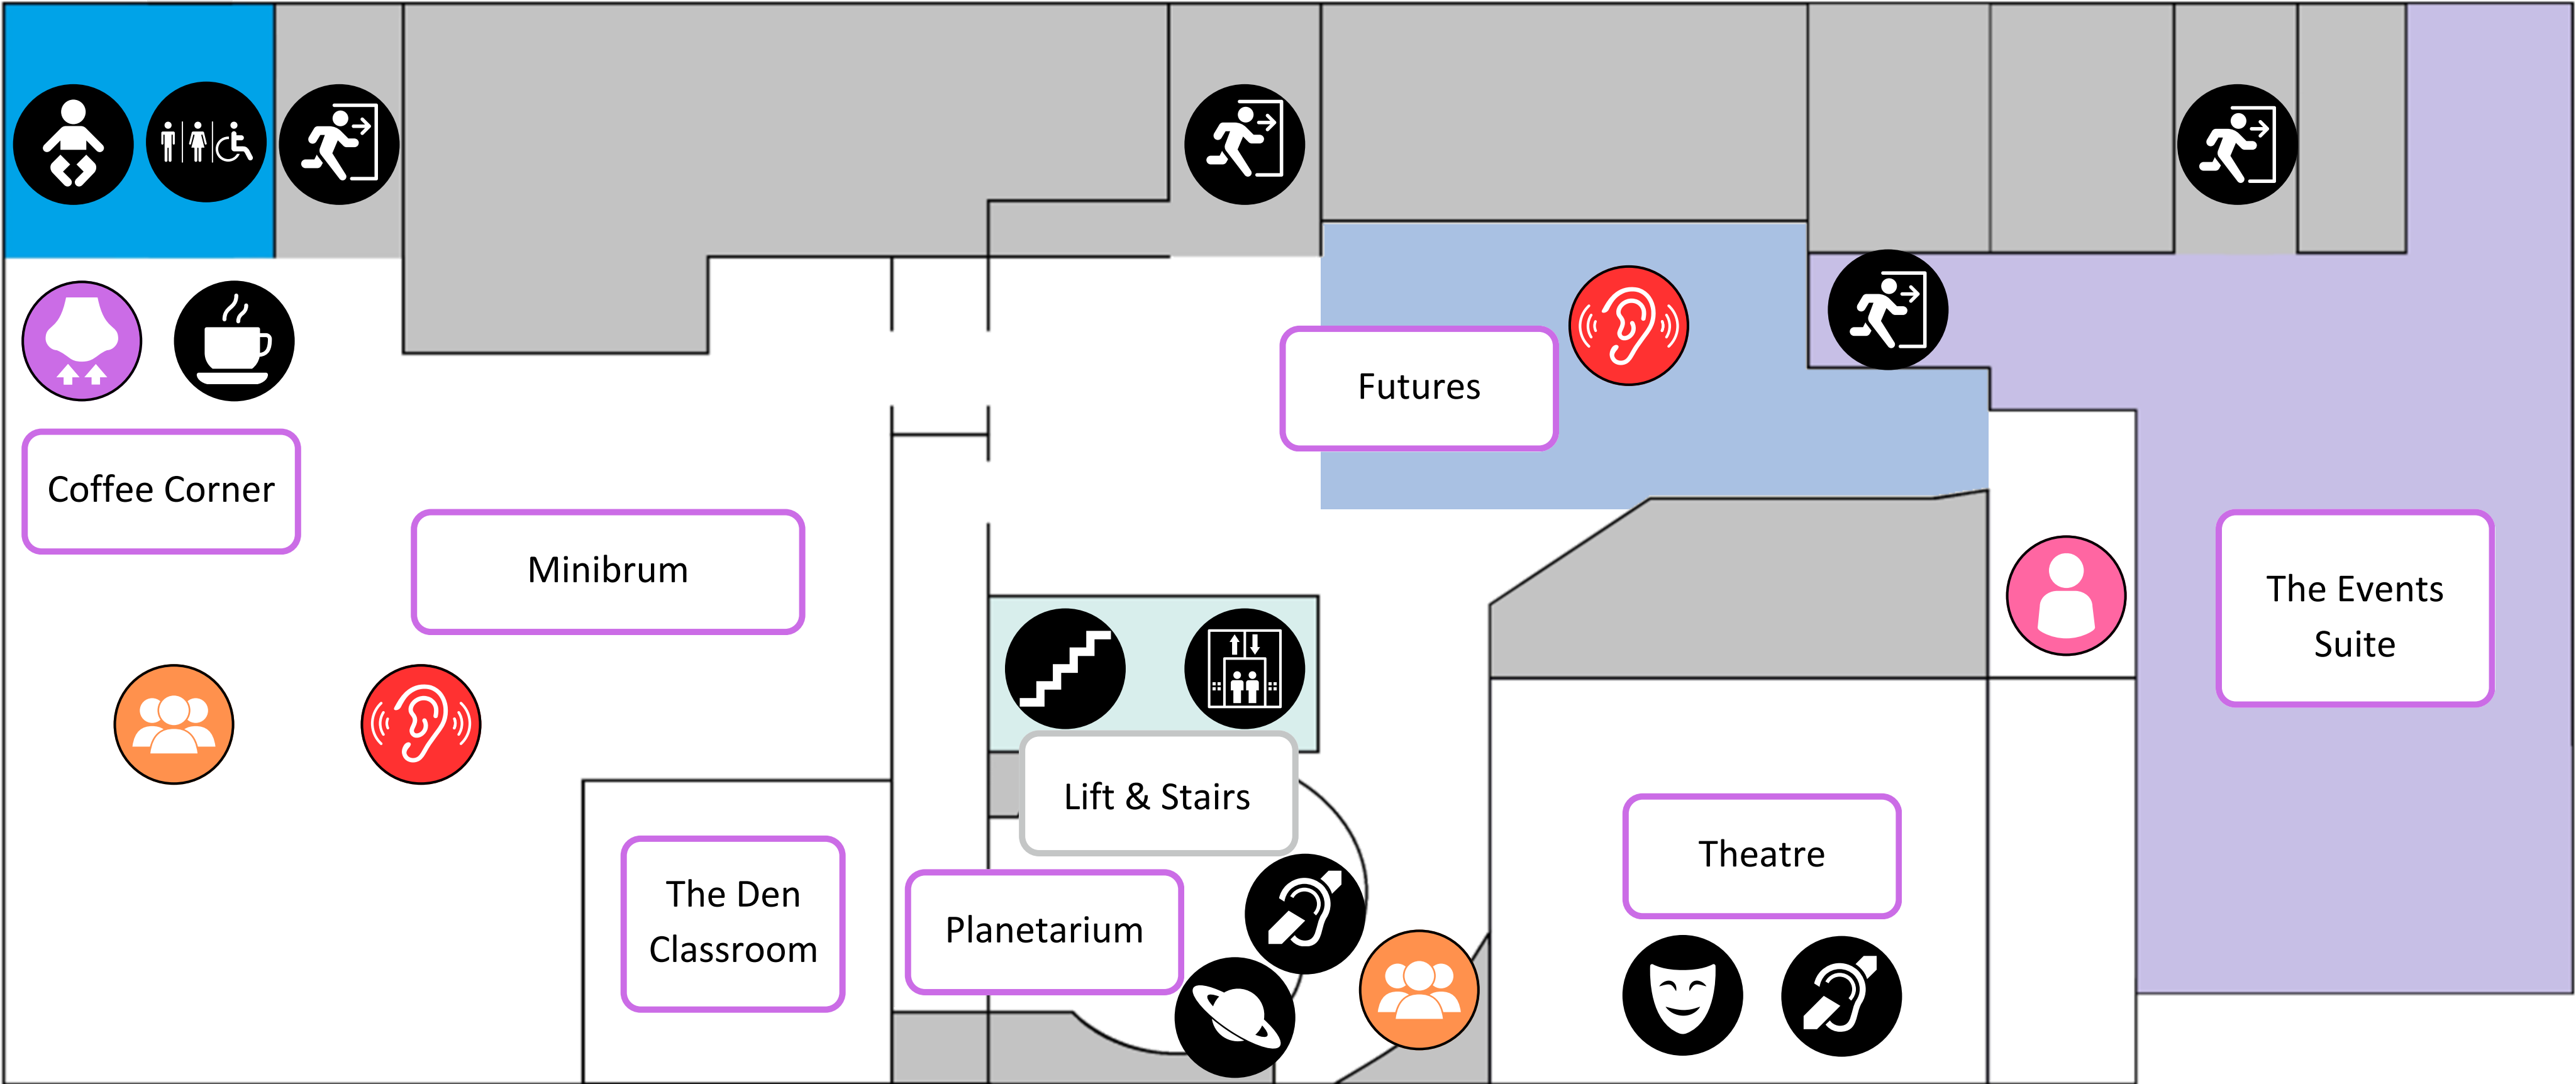 Futures
Coffee Corner
Minibrum
The Events
Suite
Lift & Stairs
Theatre
The Den
Classroom
Planetarium